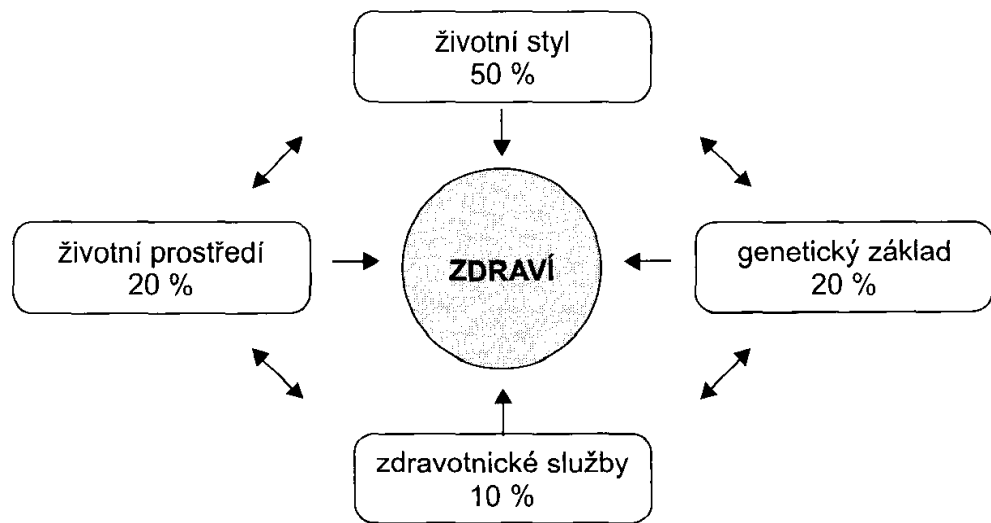 životní styl
50 %
životní prostředí
20 %
ZDRAVÍ
genetický základ
20 %
zdravotnické služby
10 %